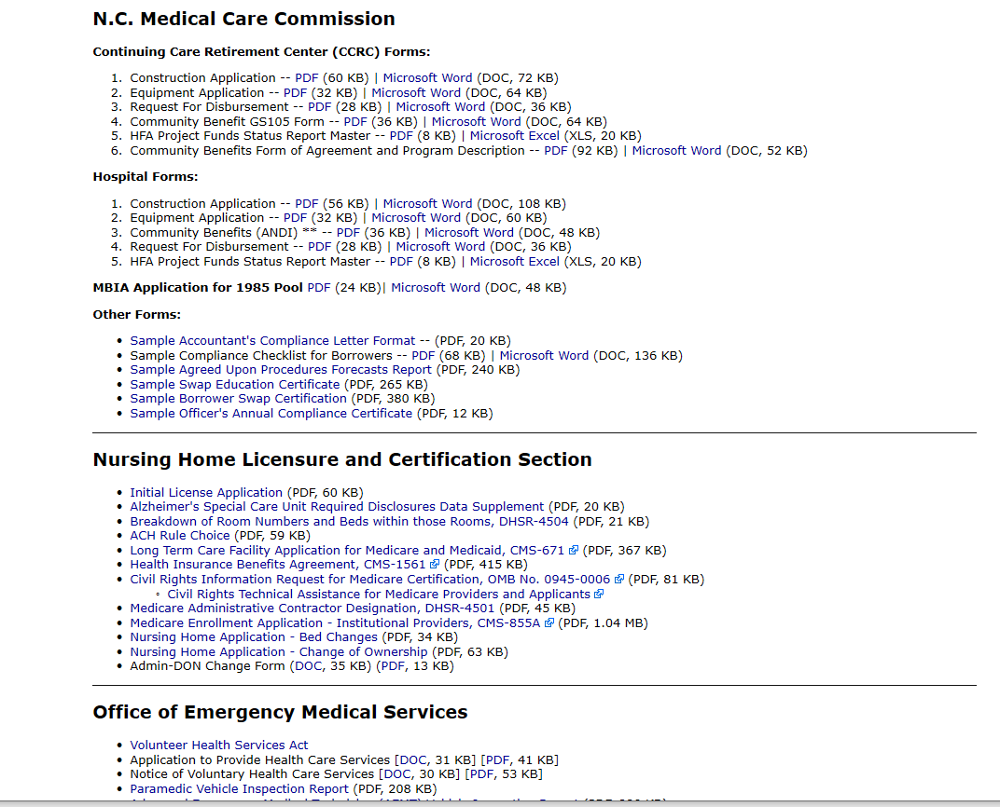 N.C. Medical Care Commission
Continuing Care Retirement Center (CCRC) Forms:
1. Construction Application -- PDF (60 KB) | Microsoft Word (DOC, 72 KB)
2. Equipment Application -- PDF (32 KB) | Microsoft Word (DOC, 64 KB)
3. Request For Disbursement -- PDF (28 KB) | Microsoft Word (DOC, 36 KB)
4. Community Benefit GS105 Form -- PDF (36 KB) | Microsoft Word (DOC, 64 KB)
5. HFA Project Funds Status Report Master -- PDF (8 KB) | Microsoft Excel (XLS, 20 KB)
6. Community Benefits Form of Agreement and Program Description -- PDF (92 KB) | Microsoft Word (DOC, 52 KB)
Hospital Forms:
1. Construction Application -- PDF (56 KB) | Microsoft Word (DOC, 108 KB)
2. Equipment Application -- PDF (32 KB) | Microsoft Word (DOC, 60 KB)
3. Community Benefits (ANDI) ** -- PDF (36 KB) | Microsoft Word (DOC, 48 KB)
4. Request For Disbursement -- PDF (28 KB) | Microsoft Word (DOC, 36 KB)
5. HFA Project Funds Status Report Master -- PDF (8 KB) | Microsoft Excel (XLS, 20 KB)
MBIA Application for 1985 Pool PDF (24 KB)| Microsoft Word (DOC, 48 KB)
Other Forms:
• Sample Accountant's Compliance Letter Format -- (PDF, 20 KB)
• Sample Compliance Checklist for Borrowers -- PDF (68 KB) | Microsoft Word (DOC, 136 KB)
• Sample Agreed Upon Procedures Forecasts Report (PDF, 240 KB)
• Sample Swap Education Certificate (PDF, 265 KB)
• Sample Borrower Swap Certification (PDF, 380 KB)
• Sample Officer's Annual Compliance Certificate (PDF, 12 KB)
Nursing Home Licensure and Certification Section
• Initial License Application (PDF, 60 KB)
• Alzheimer's Special Care Unit Required Disclosures Data Supplement (PDF, 20 KB)
• Breakdown of Room Numbers and Beds within those Rooms, DHSR-4504 (PDF, 21 KB)
• ACH Rule Choice (PDF, 59 KB)
• Long Term Care Facility Application for Medicare and Medicaid, CMS-671 (PDF, 367 KB)
• Health Insurance Benefits Agreement, CMS-1561 (PDF, 415 KB)
• Civil Rights Information Request for Medicare Certification, OMB No. 0945-0006 (PDF, 81 KB)
◦ Civil Rights Technical Assistance for Medicare Providers and Applicants
• Medicare Administrative Contractor Designation, DHSR-4501 (PDF, 45 KB)
• Medicare Enrollment Application - Institutional Providers, CMS-855A (PDF, 1.04 MB)
• Nursing Home Application - Bed Changes (PDF, 34 KB)
• Nursing Home Application - Change of Ownership (PDF, 63 KB)
• Admin-DON Change Form (DOC, 35 KB) (PDF, 13 KB)
Office of Emergency Medical Services
• Volunteer Health Services Act
• Application to Provide Health Care Services [DOC, 31 KB] [PDF, 41 KB]
• Notice of Voluntary Health Care Services [DOC, 30 KB] [PDF, 53 KB]
• Paramedic Vehicle Inspection Report (PDF, 208 KB)